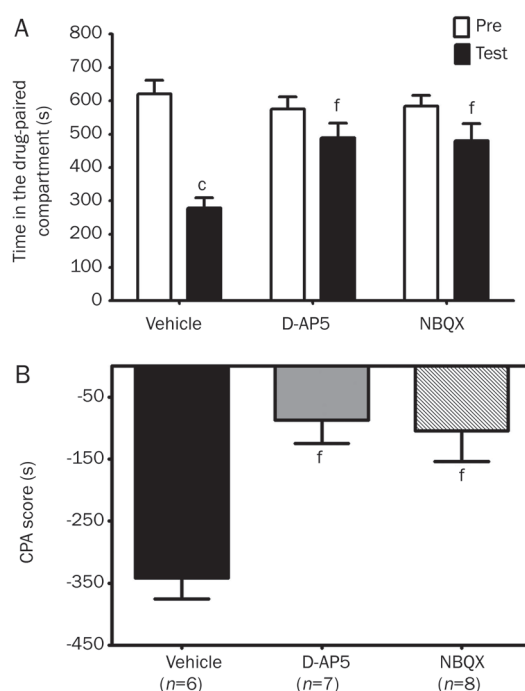 A
Pre
Test
Time in the drug-paired
compartment (s)
800
700
600
500
400
300
200
100
0
c
f
f
Vehicle
D-AP5
NBQX
B
CPA score (s)
-50
-150
-250
-350
-450
f
f
Vehicle
(n=6)
D-AP5
(n=7)
NBQX
(n=8)